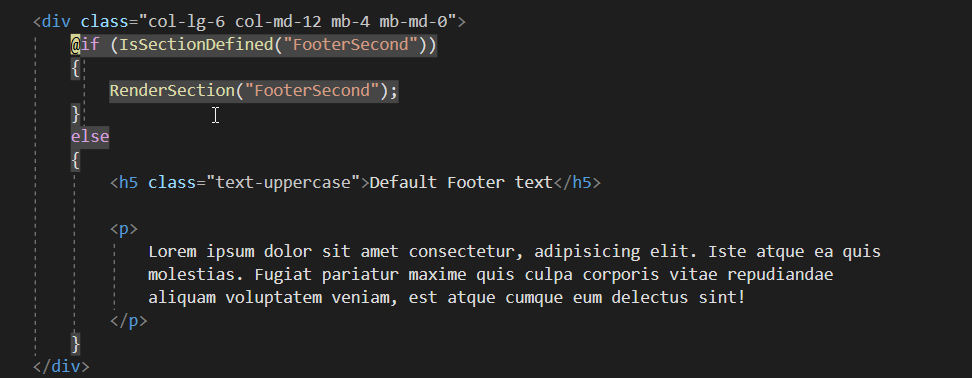 <div class="col-lg-6 col-md-12 mb-4 mb-md-0">
@if (IsSectionDefined("FooterSecond"))
{
RenderSection("FooterSecond");
}
else
{
<h5 class="text-uppercase">Default Footer text</h5>
<p>
Lorem ipsum dolor sit amet consectetur, adipisicing elit. Iste atque ea quis
molestias. Fugiat pariatur maxime quis culpa corporis vitae repudiandae
aliquam voluptatem veniam, est atque cumque eum delectus sint!
</p>
}
</div>